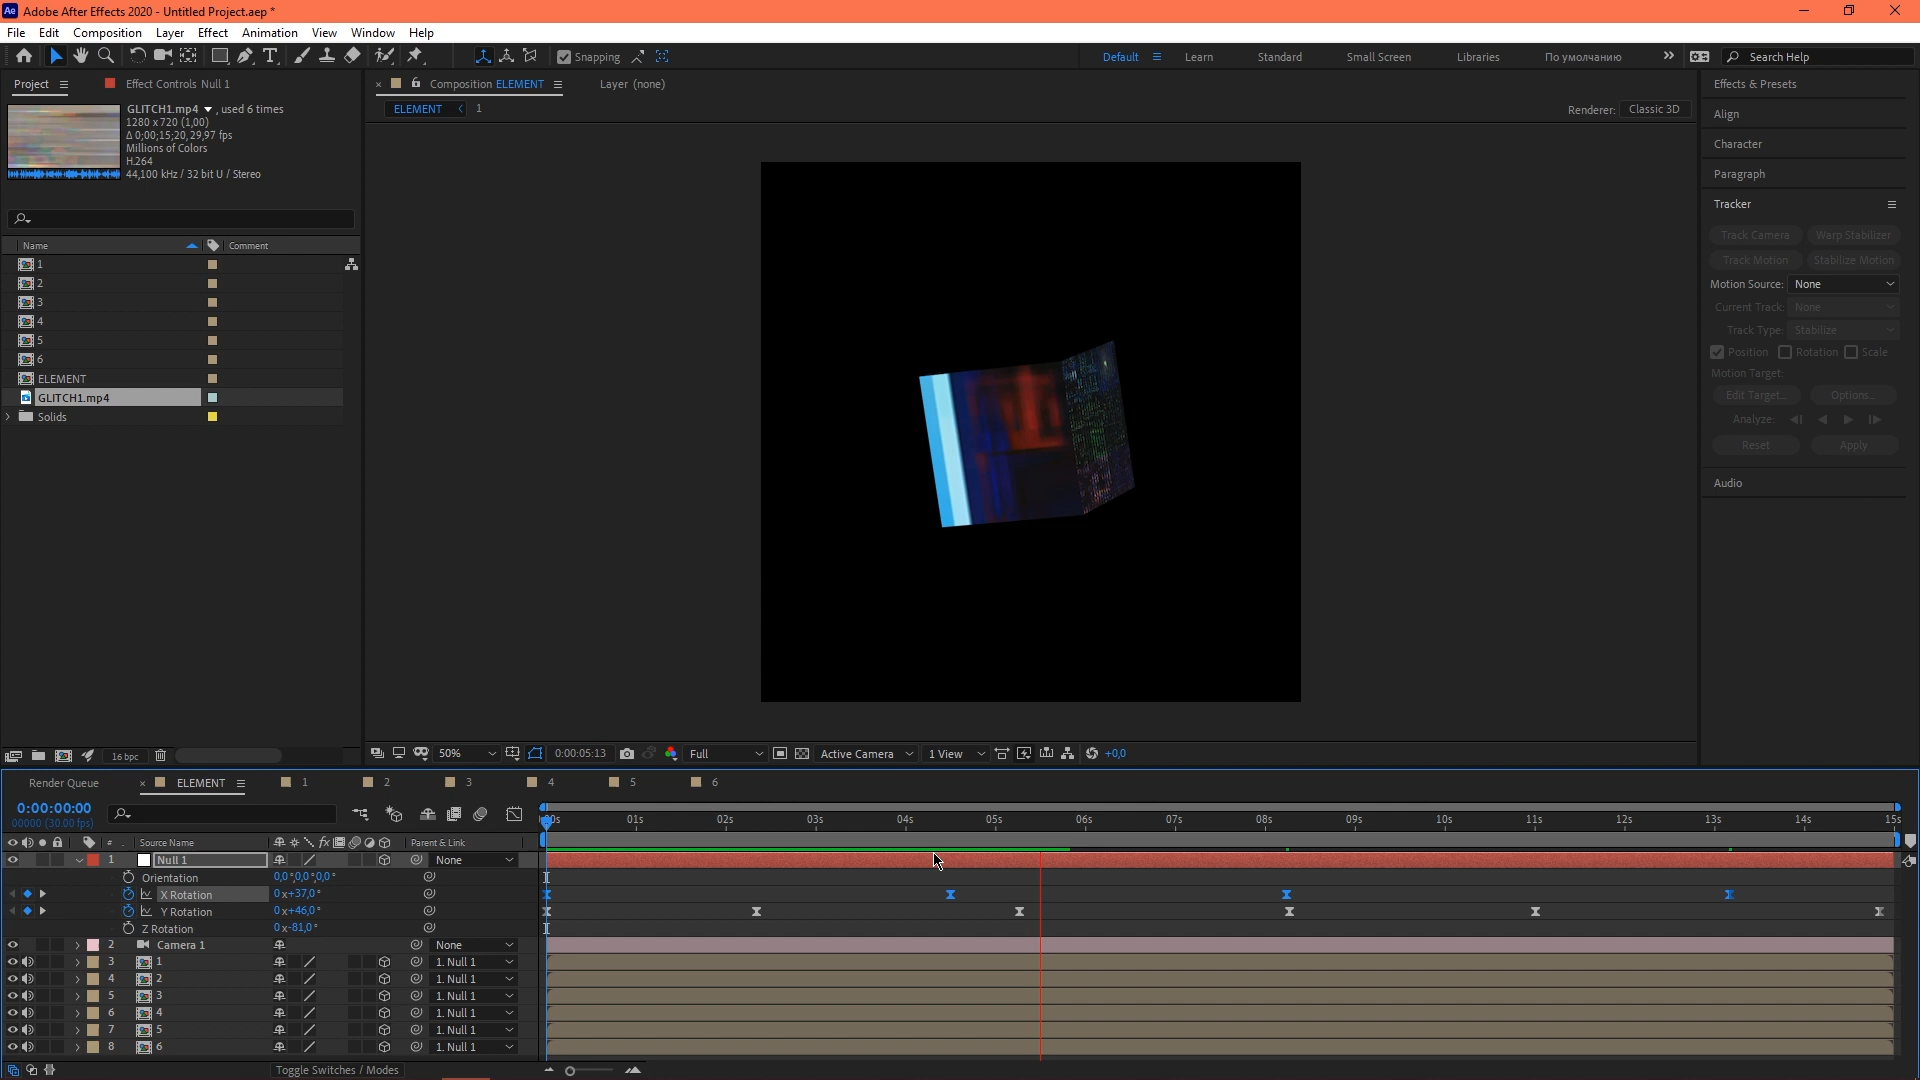 Adobe After Effects 2020 - Untitled Project.aep *
File Edit Composition Layer Effect Animation View Window Help
Snapping
Default Learn Standard Small Screen Libraries По умолчанию
Search Help
Project
Effect Controls Null 1
GLITCH1.mp4 , used 6 times
1280 x 720 (1,00)
Δ 0;00;15;20, 29,97 fps
Millions of Colors
H.264
44,100 kHz / 32 bit U / Stereo
Name Comment
1
2
3
4
5
6
ELEMENT
GLITCH1.mp4
Solids
16 bpc
Composition ELEMENT
Layer (none)
ELEMENT 1
Renderer: Classic 3D
50% 0:00:05:13 Full Active Camera 1 View +0,0
Effects & Presets
Align
Character
Paragraph
Tracker
Track Camera Warp Stabilizer
Track Motion Stabilize Motion
Motion Source: None
Current Track: None
Track Type: Stabilize
Position Rotation Scale
Motion Target:
Edit Target... Options...
Analyze:
Reset Apply
Audio
Render Queue ELEMENT 1 2 3 4 5 6
0:00:00:00
00000 (30.00 fps)
:00s 01s 02s 03s 04s 05s 06s 07s 08s 09s 10s 11s 12s 13s 14s 15s
# Source Name fx Parent & Link
1 Null 1 None
Orientation 0,0°,0,0°,0,0°
X Rotation 0x+37,0°
Y Rotation 0x+46,0°
Z Rotation 0x-81,0°
2 Camera 1 None
3 1 1. Null 1
4 2 1. Null 1
5 3 1. Null 1
6 4 1. Null 1
7 5 1. Null 1
8 6 1. Null 1
Toggle Switches / Modes